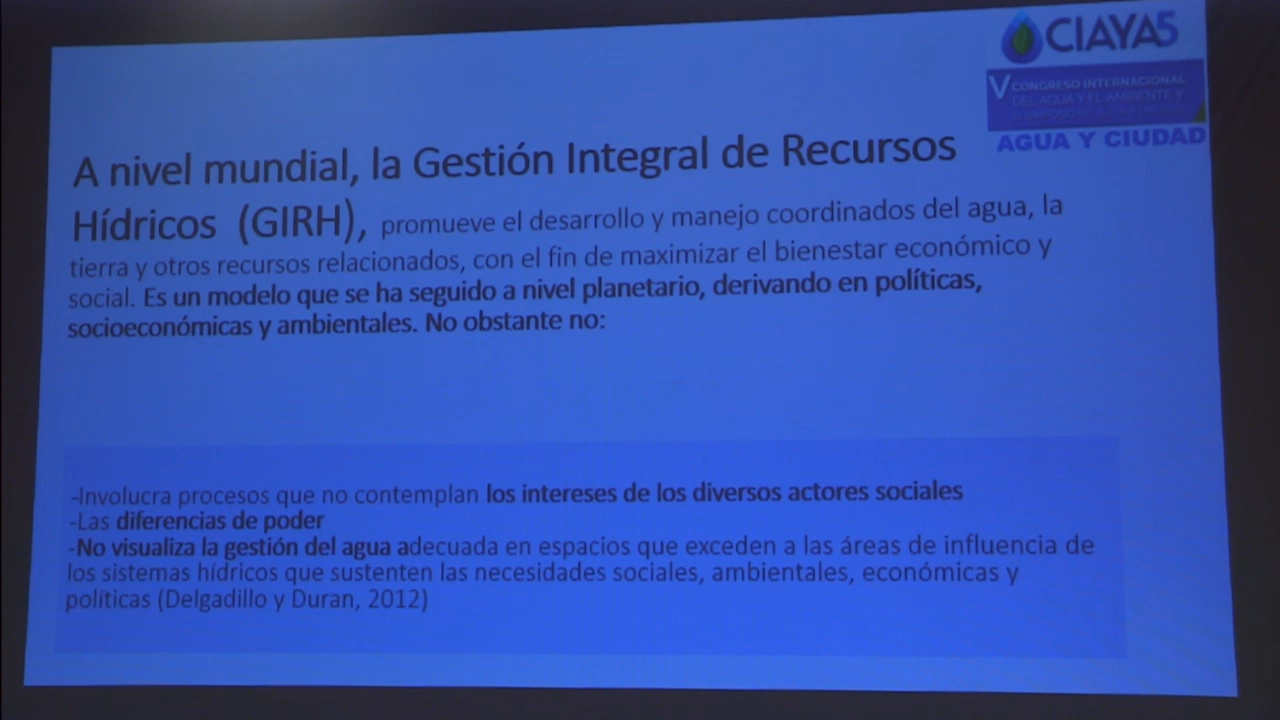 CIAYA5
V CONGRESO INTERNACIONAL
DEL AGUA Y EL AMBIENTE Y
AGUA Y CIUDAD
A nivel mundial, la Gestión Integral de Recursos
Hídricos (GIRH), promueve el desarrollo y manejo coordinados del agua, la
tierra y otros recursos relacionados, con el fin de maximizar el bienestar económico y
social. Es un modelo que se ha seguido a nivel planetario, derivando en políticas,
socioeconómicas y ambientales. No obstante no:
-Involucra procesos que no contemplan los intereses de los diversos actores sociales
-Las diferencias de poder
-No visualiza la gestión del agua adecuada en espacios que exceden a las áreas de influencia de
los sistemas hídricos que sustenten las necesidades sociales, ambientales, económicas y
políticas (Delgadillo y Duran, 2012)